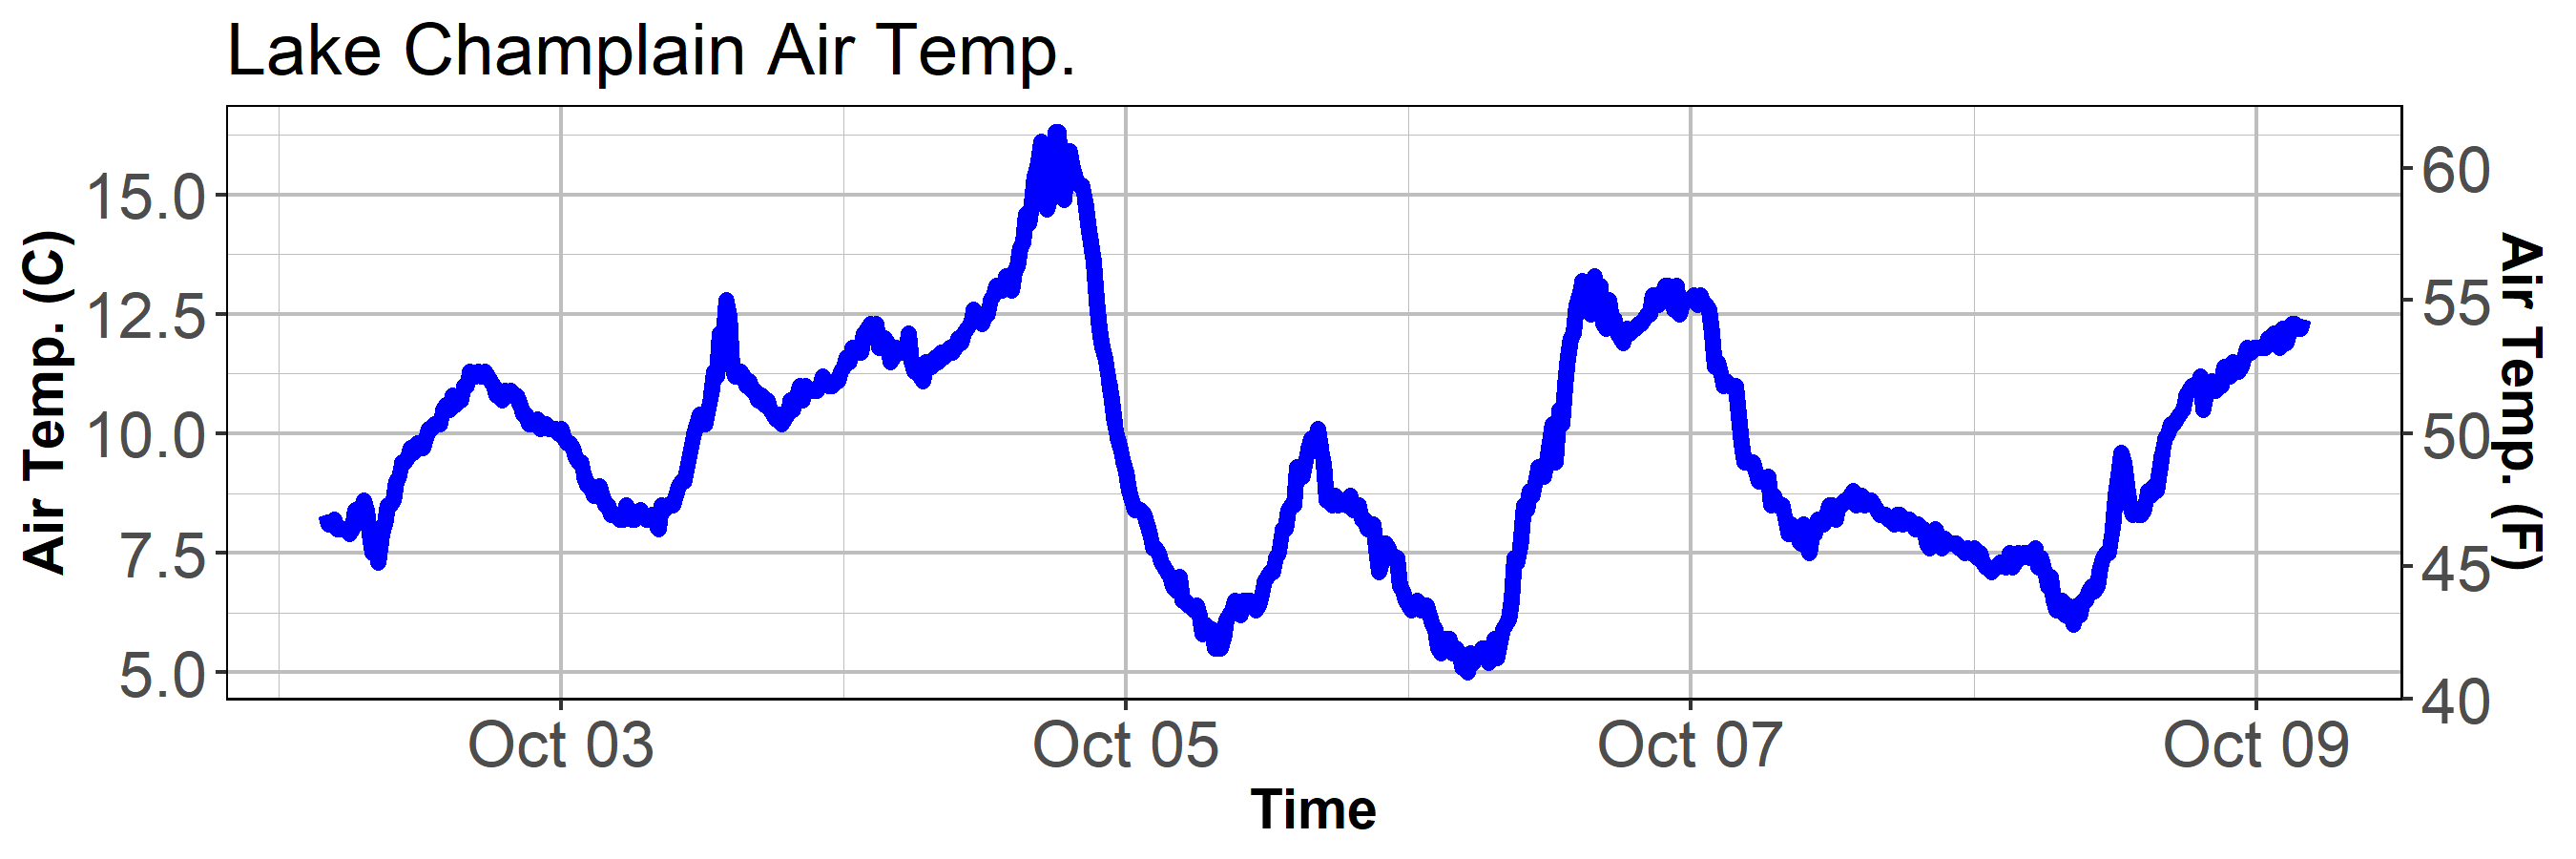 Lake Champlain Air Temp.
Air Temp. (C)
15.0
12.5
10.0
7.5
5.0
60
55
50
45
40
Air Temp. (F)
Oct 03 Oct 05 Oct 07 Oct 09
Time